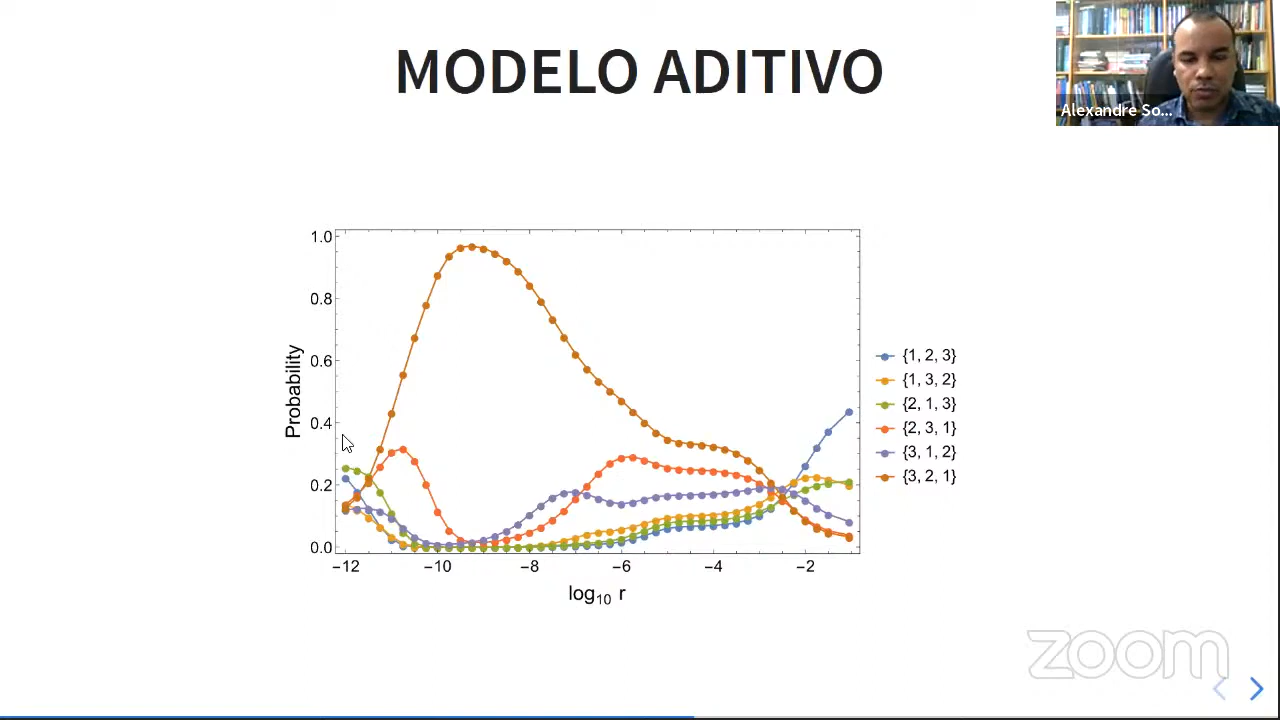 MODELO ADITIVO
Alexandre So...
1.0
0.8
0.6
0.4
0.2
0.0
Probability
-12
-10
-8
-6
-4
-2
log10 r
{1, 2, 3}
{1, 3, 2}
{2, 1, 3}
{2, 3, 1}
{3, 1, 2}
{3, 2, 1}
zoom